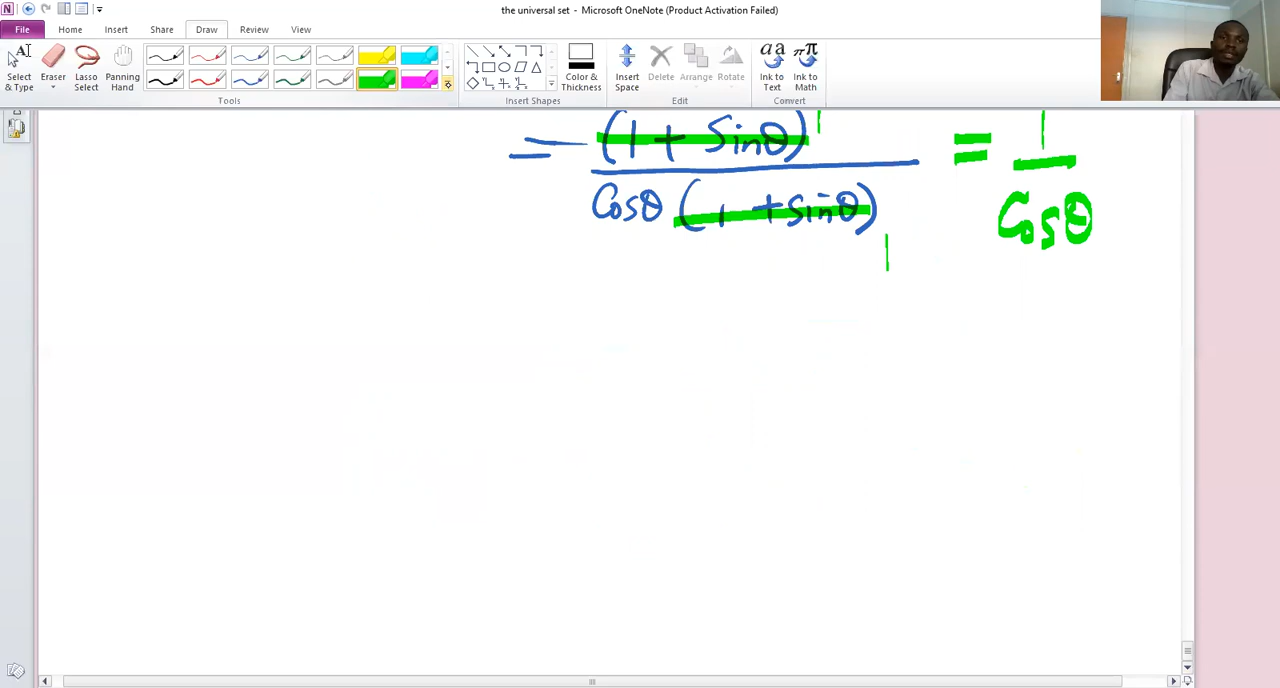 the universal set - Microsoft OneNote (Product Activation Failed)
File Home Insert Share Draw Review View
Select & Type
Eraser
Lasso Select
Panning Hand
Color & Thickness
Insert Space
Delete
Arrange
Rotate
Ink to Text
Ink to Math
Tools
Insert Shapes
Edit
Convert
= (1 + Sinθ) 1 = 1
Cosθ (1 + sinθ) 1 Cosθ